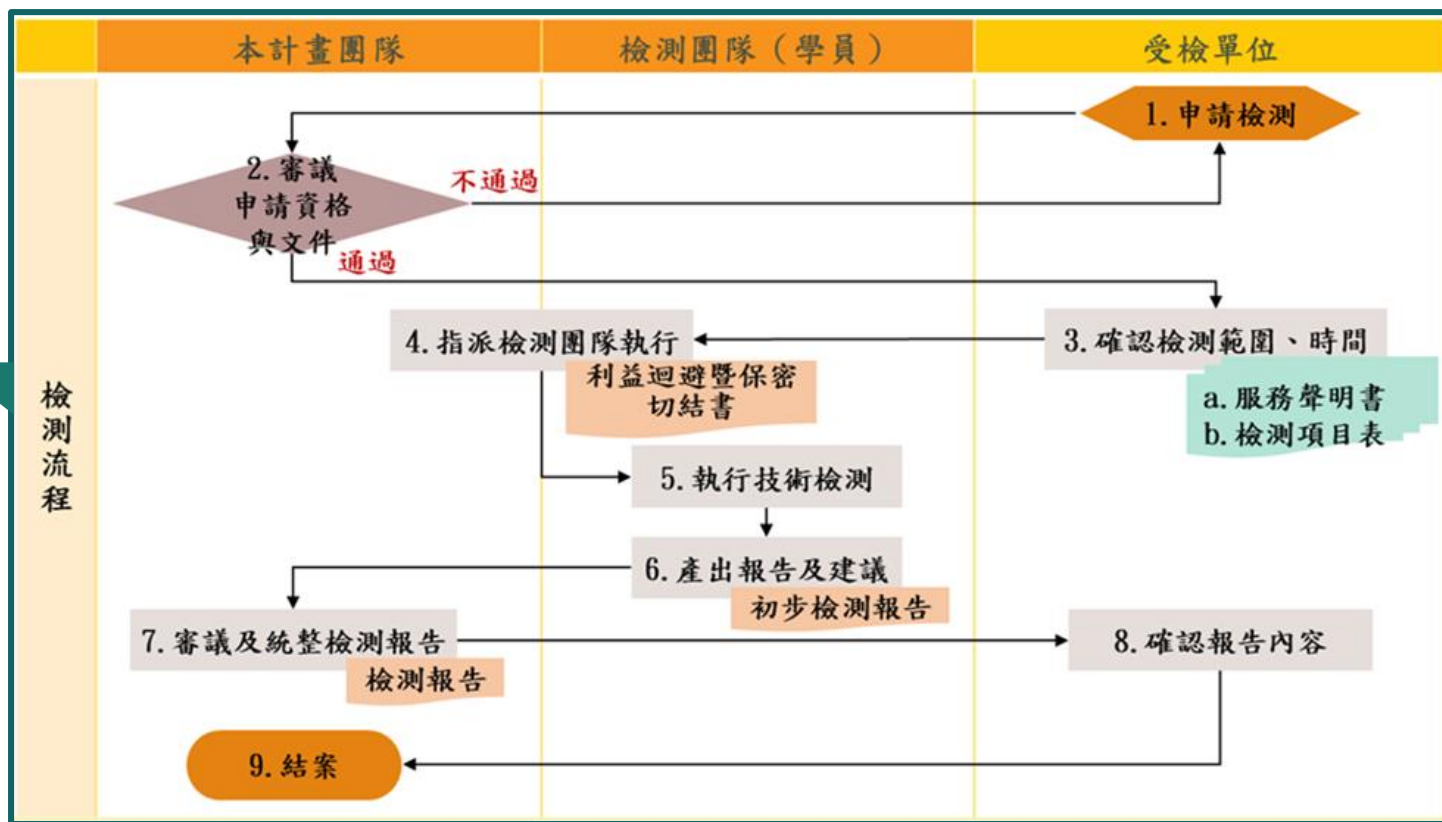 本計畫團隊
檢測團隊（學員）
受檢單位
檢
測
流
程
1.申請檢測
2.審議
申請資格
與文件
不通過
通過
3.確認檢測範圍、時間
a.服務聲明書
b.檢測項目表
4.指派檢測團隊執行
利益迴避暨保密
切結書
5.執行技術檢測
6.產出報告及建議
初步檢測報告
7.審議及統整檢測報告
檢測報告
8.確認報告內容
9.結案